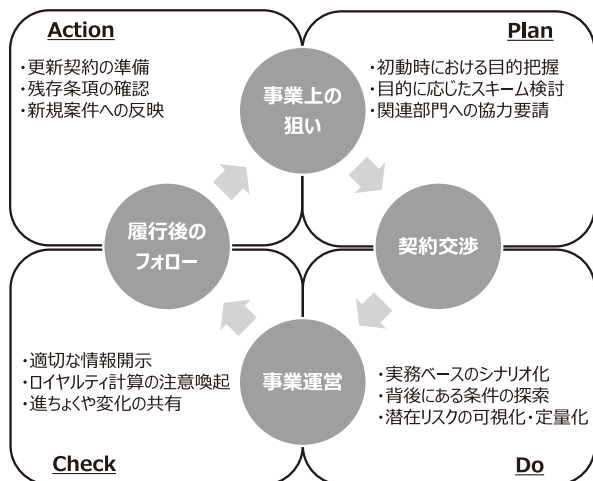 Action
・更新契約の準備
・残存条項の確認
・新規案件への反映
Plan
・初動時における目的把握
・目的に応じたスキーム検討
・関連部門への協力要請
事業上の
狙い
履行後の
フォロー
契約交渉
事業運営
・適切な情報開示
・ロイヤルティ計算の注意喚起
・進ちょくや変化の共有
Check
・実務ベースのシナリオ化
・背後にある条件の探索
・潜在リスクの可視化・定量化
Do